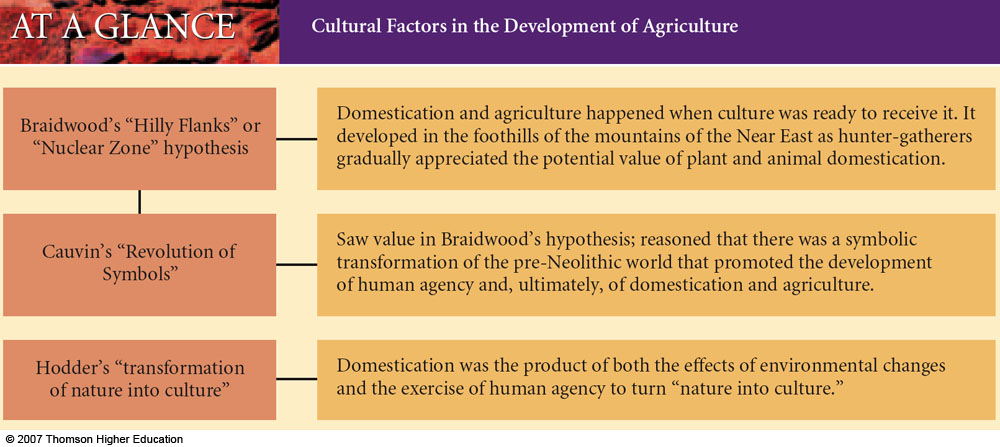 AT A GLANCE
Cultural Factors in the Development of Agriculture
Braidwood’s “Hilly Flanks” or
“Nuclear Zone” hypothesis
Domestication and agriculture happened when culture was ready to receive it. It
developed in the foothills of the mountains of the Near East as hunter-gatherers
gradually appreciated the potential value of plant and animal domestication.
Cauvin’s “Revolution of
Symbols”
Saw value in Braidwood’s hypothesis; reasoned that there was a symbolic
transformation of the pre-Neolithic world that promoted the development
of human agency and, ultimately, of domestication and agriculture.
Hodder’s “transformation
of nature into culture”
Domestication was the product of both the effects of environmental changes
and the exercise of human agency to turn “nature into culture.”
© 2007 Thomson Higher Education